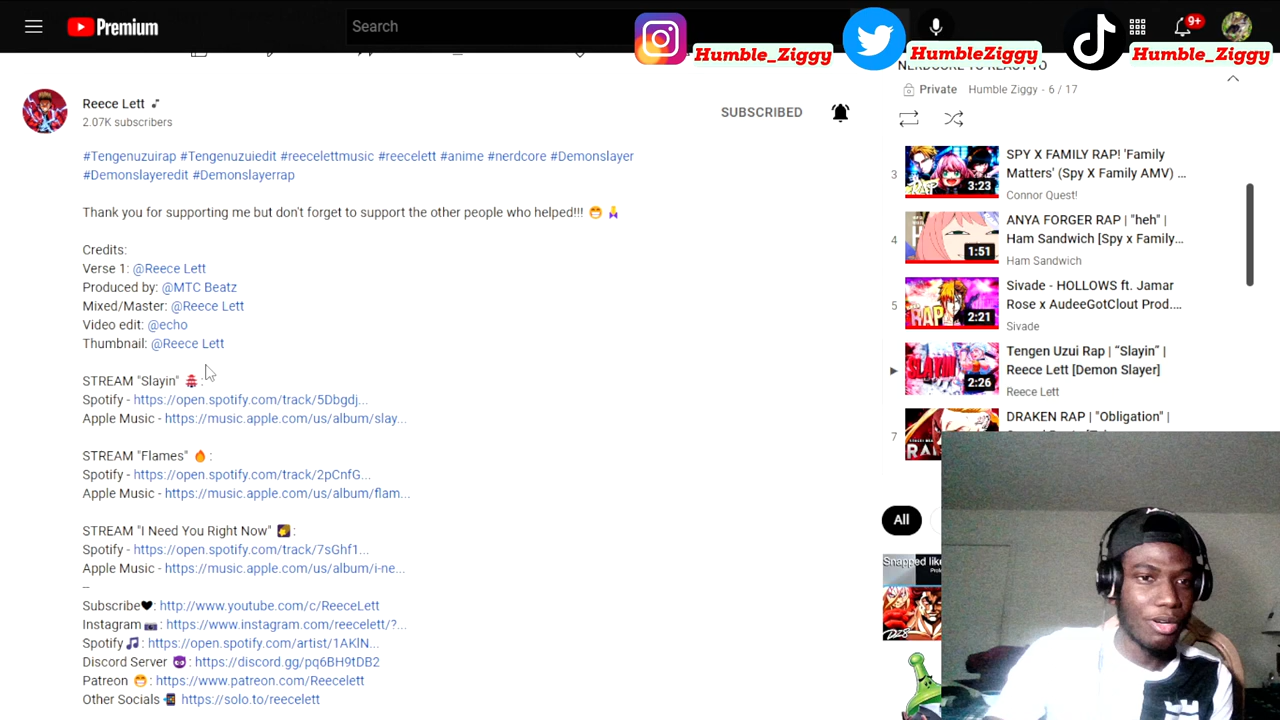 Premium
Search
9+
Humble_Ziggy
HumbleZiggy
Humble_Ziggy
NERDCORE TO REACT TO
Private Humble Ziggy - 6 / 17
Reece Lett
2.07K subscribers
SUBSCRIBED
#Tengenuzuirap #Tengenuzuiedit #reecelettmusic #reecelett #anime #nerdcore #Demonslayer
#Demonslayeredit #Demonslayerrap
Thank you for supporting me but don't forget to support the other people who helped!!! 😁 🙏
Credits:
Verse 1: @Reece Lett
Produced by: @MTC Beatz
Mixed/Master: @Reece Lett
Video edit: @echo
Thumbnail: @Reece Lett
STREAM "Slayin" 🏯 :
Spotify - https://open.spotify.com/track/5Dbgdj...
Apple Music - https://music.apple.com/us/album/slay...
STREAM "Flames" 🔥 :
Spotify - https://open.spotify.com/track/2pCnfG...
Apple Music - https://music.apple.com/us/album/flam...
STREAM "I Need You Right Now" 🌠 :
Spotify - https://open.spotify.com/track/7sGhf1...
Apple Music - https://music.apple.com/us/album/i-ne...
--
Subscribe🖤: http://www.youtube.com/c/ReeceLett
Instagram📷: https://www.instagram.com/reecelett/?...
Spotify🎵: https://open.spotify.com/artist/1AKlN...
Discord Server 😈: https://discord.gg/pq6BH9tDB2
Patreon 😁: https://www.patreon.com/Reecelett
Other Socials 📲 https://solo.to/reecelett
3
3:23
SPY X FAMILY RAP! 'Family
Matters' (Spy X Family AMV) ...
Connor Quest!
4
1:51
ANYA FORGER RAP | "heh" |
Ham Sandwich [Spy x Family...
Ham Sandwich
5
RAP
2:21
Sivade - HOLLOWS ft. Jamar
Rose x AudeeGotClout Prod....
Sivade
SLAYIN
2:26
Tengen Uzui Rap | “Slayin” |
Reece Lett [Demon Slayer]
Reece Lett
7
DRAKEN RAP | "Obligation" |
All
Snapped like